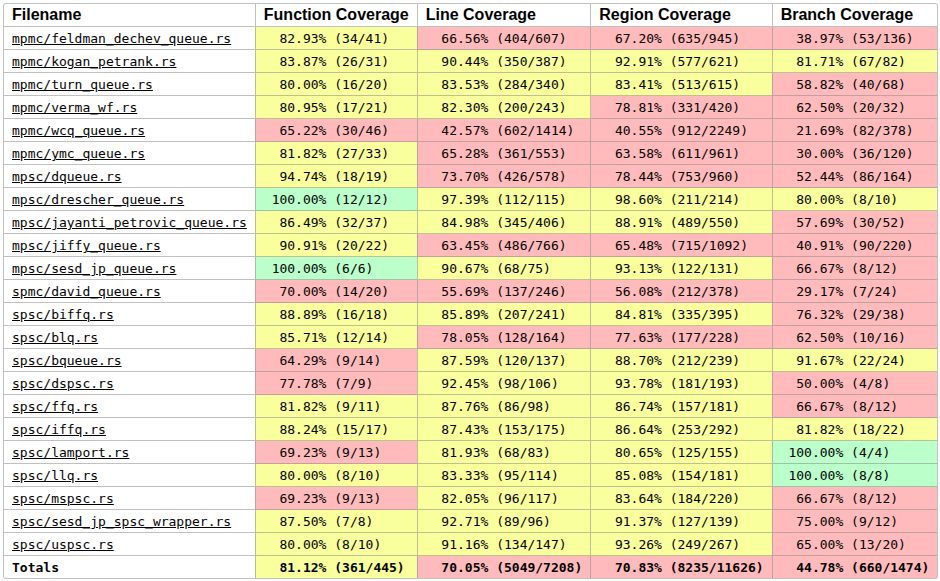 Filename Function Coverage Line Coverage Region Coverage Branch Coverage
mpmc/feldman_dechev_queue.rs 82.93% (34/41) 66.56% (404/607) 67.20% (635/945) 38.97% (53/136)
mpmc/kogan_petrank.rs 83.87% (26/31) 90.44% (350/387) 92.91% (577/621) 81.71% (67/82)
mpmc/turn_queue.rs 80.00% (16/20) 83.53% (284/340) 83.41% (513/615) 58.82% (40/68)
mpmc/verma_wf.rs 80.95% (17/21) 82.30% (200/243) 78.81% (331/420) 62.50% (20/32)
mpmc/wcq_queue.rs 65.22% (30/46) 42.57% (602/1414) 40.55% (912/2249) 21.69% (82/378)
mpmc/ymc_queue.rs 81.82% (27/33) 65.28% (361/553) 63.58% (611/961) 30.00% (36/120)
mpsc/dqueue.rs 94.74% (18/19) 73.70% (426/578) 78.44% (753/960) 52.44% (86/164)
mpsc/drescher_queue.rs 100.00% (12/12) 97.39% (112/115) 98.60% (211/214) 80.00% (8/10)
mpsc/jayanti_petrovic_queue.rs 86.49% (32/37) 84.98% (345/406) 88.91% (489/550) 57.69% (30/52)
mpsc/jiffy_queue.rs 90.91% (20/22) 63.45% (486/766) 65.48% (715/1092) 40.91% (90/220)
mpsc/sesd_jp_queue.rs 100.00% (6/6) 90.67% (68/75) 93.13% (122/131) 66.67% (8/12)
spmc/david_queue.rs 70.00% (14/20) 55.69% (137/246) 56.08% (212/378) 29.17% (7/24)
spsc/biffq.rs 88.89% (16/18) 85.89% (207/241) 84.81% (335/395) 76.32% (29/38)
spsc/blq.rs 85.71% (12/14) 78.05% (128/164) 77.63% (177/228) 62.50% (10/16)
spsc/bqueue.rs 64.29% (9/14) 87.59% (120/137) 88.70% (212/239) 91.67% (22/24)
spsc/dspsc.rs 77.78% (7/9) 92.45% (98/106) 93.78% (181/193) 50.00% (4/8)
spsc/ffq.rs 81.82% (9/11) 87.76% (86/98) 86.74% (157/181) 66.67% (8/12)
spsc/iffq.rs 88.24% (15/17) 87.43% (153/175) 86.64% (253/292) 81.82% (18/22)
spsc/lamport.rs 69.23% (9/13) 81.93% (68/83) 80.65% (125/155) 100.00% (4/4)
spsc/llq.rs 80.00% (8/10) 83.33% (95/114) 85.08% (154/181) 100.00% (8/8)
spsc/mspsc.rs 69.23% (9/13) 82.05% (96/117) 83.64% (184/220) 66.67% (8/12)
spsc/sesd_jp_spsc_wrapper.rs 87.50% (7/8) 92.71% (89/96) 91.37% (127/139) 75.00% (9/12)
spsc/uspsc.rs 80.00% (8/10) 91.16% (134/147) 93.26% (249/267) 65.00% (13/20)
Totals 81.12% (361/445) 70.05% (5049/7208) 70.83% (8235/11626) 44.78% (660/1474)